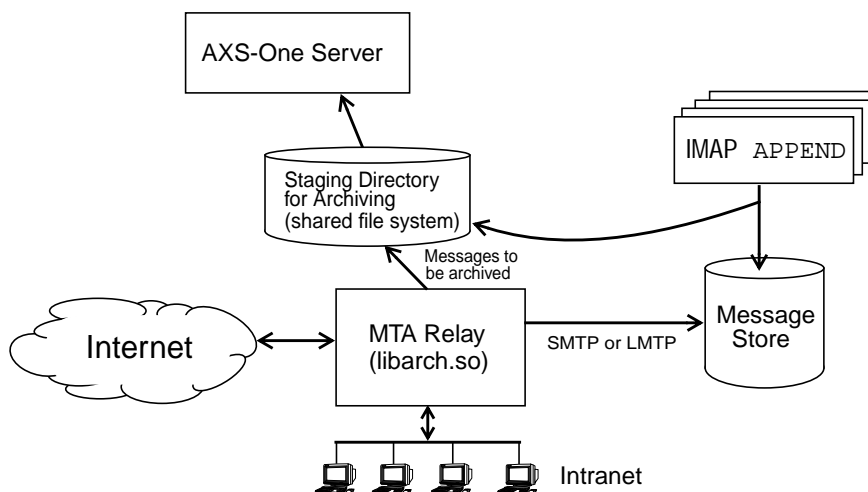 AXS-One Server
IMAP APPEND
Staging Directory
for Archiving
(shared file system)
Messages to
be archived
Internet
MTA Relay
(libarch.so)
SMTP or LMTP
Message
Store
Intranet